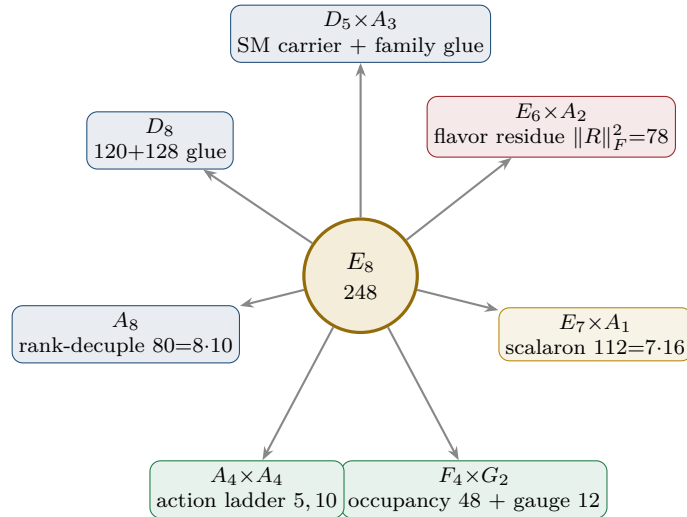 D₅×A₃
SM carrier + family glue
D₈
120+128 glue
E₆×A₂
flavor residue ‖R‖²_F=78
E₈
248
A₈
rank-decuple 80=8·10
E₇×A₁
scalaron 112=7·16
A₄×A₄
action ladder 5, 10
F₄×G₂
occupancy 48 + gauge 12